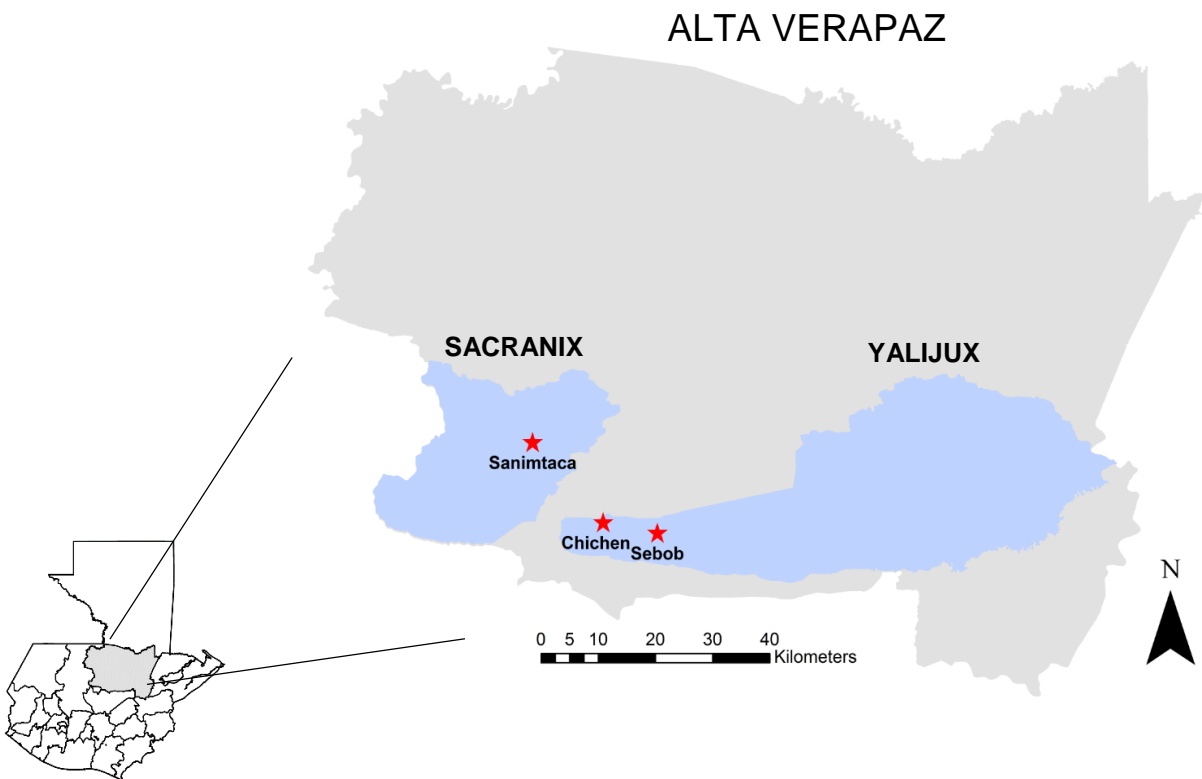 ALTA VERAPAZ
SACRANIX
YALIJUX
Sanimtaca
Chichen
Sebob
N
0 5 10 20 30 40
Kilometers